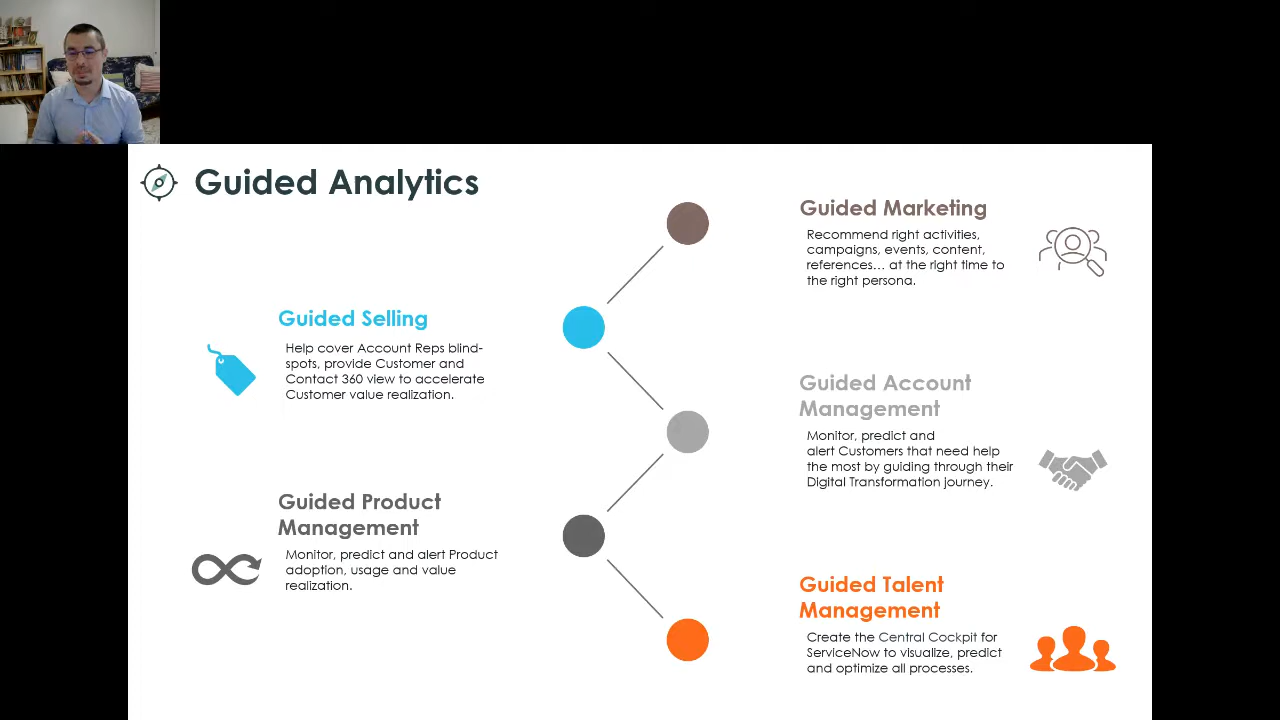 Guided Analytics
Guided Marketing
Recommend right activities,
campaigns, events, content,
references... at the right time to
the right persona.
Guided Selling
Help cover Account Reps blind-
spots, provide Customer and
Contact 360 view to accelerate
Customer value realization.
Guided Account
Management
Monitor, predict and
alert Customers that need help
the most by guiding through their
Digital Transformation journey.
Guided Product
Management
Monitor, predict and alert Product
adoption, usage and value
realization.
Guided Talent
Management
Create the Central Cockpit for
ServiceNow to visualize, predict
and optimize all processes.